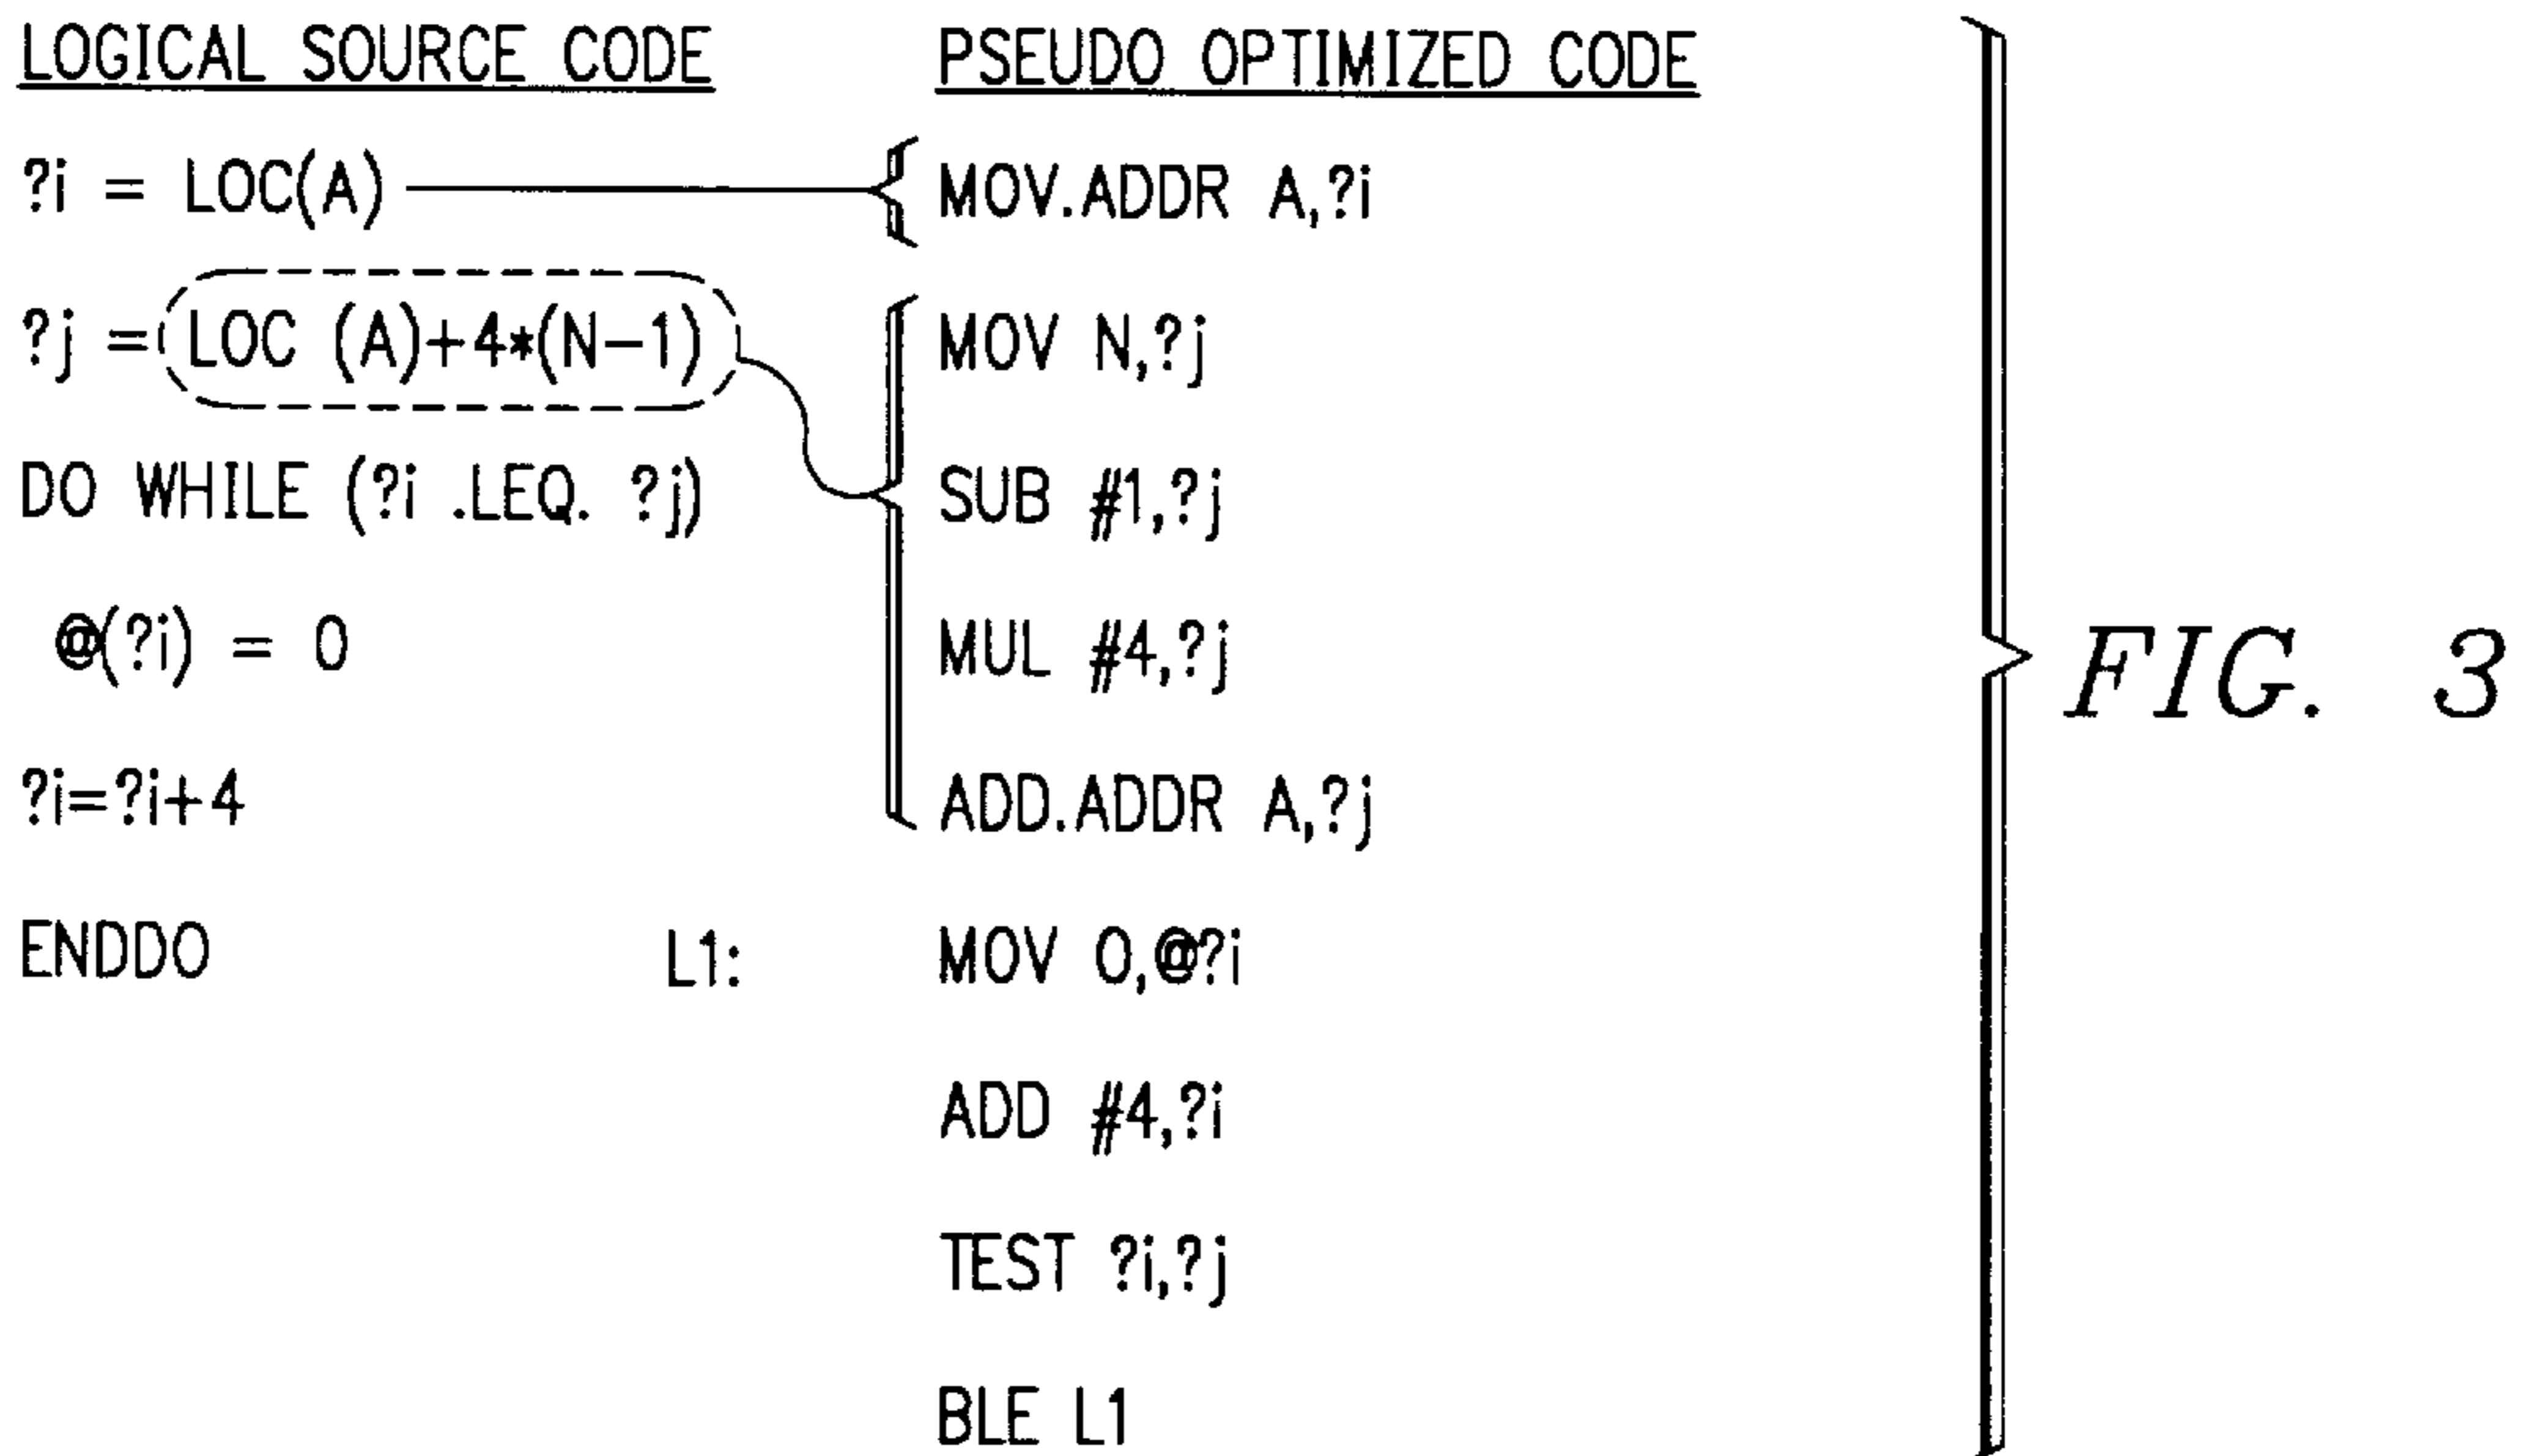 LOGICAL SOURCE CODE
?i = LOC(A)
?j = LOC (A)+4*(N-1)
DO WHILE (?i .LEQ. ?j)
@(?i) = 0
?i=?i+4
ENDDO
PSEUDO OPTIMIZED CODE
MOV.ADDR A,?i
MOV N,?j
SUB #1,?j
MUL #4,?j
ADD.ADDR A,?j
L1: MOV 0,@?i
ADD #4,?i
TEST ?i,?j
BLE L1
FIG. 3